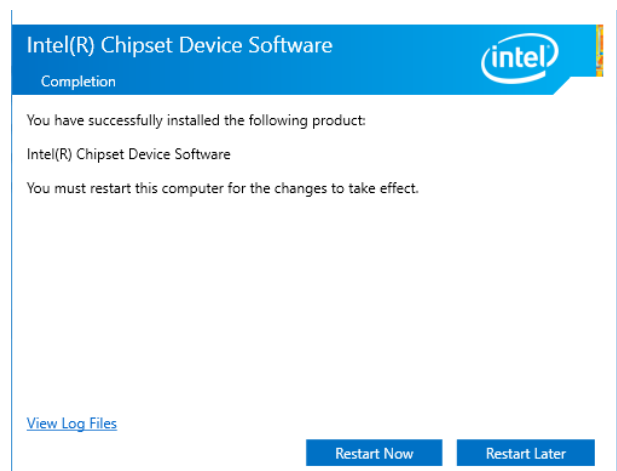 Intel(R) Chipset Device Software
intel
Completion
You have successfully installed the following product:
Intel(R) Chipset Device Software
You must restart this computer for the changes to take effect.
View Log Files
Restart Now
Restart Later